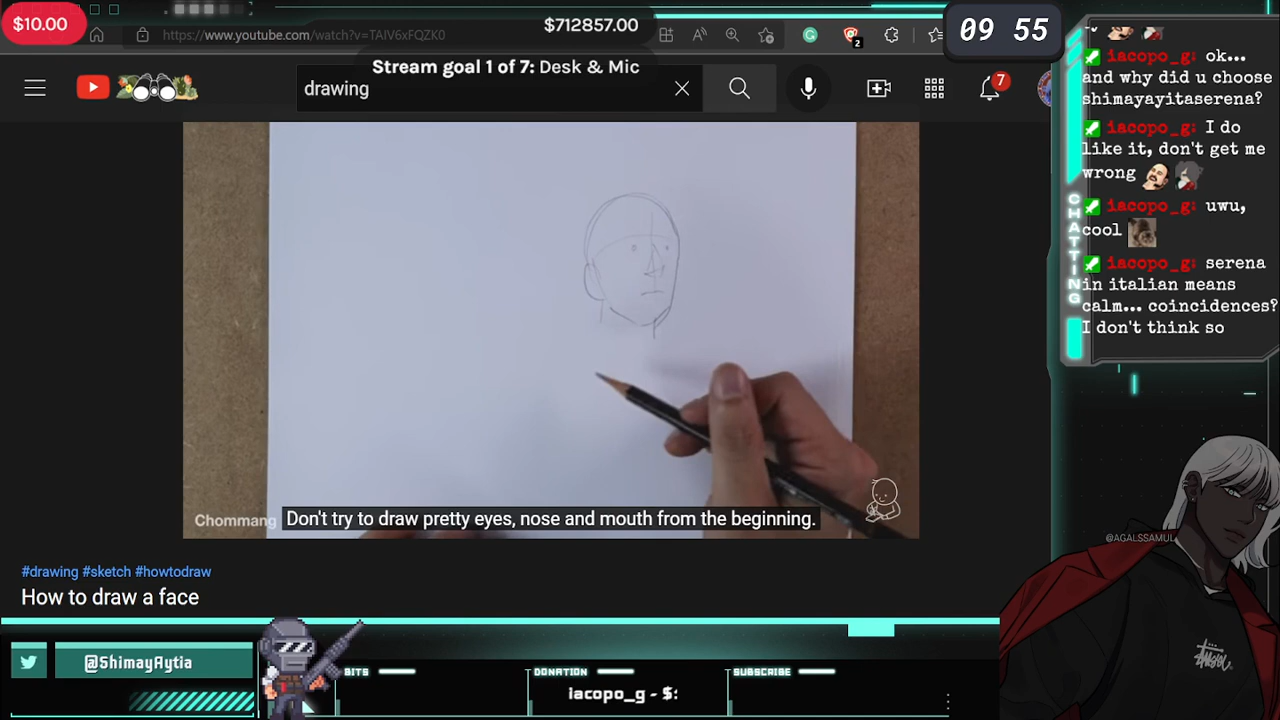 $10.00
$712857.00
09 55
https://www.youtube.com/watch?v=TAIV6xFQZK0
2
Stream goal 1 of 7: Desk & Mic
drawing
7
iacopo_g: ok...
and why did u choose
shimayayitaserena?
iacopo_g: I do
like it, don't get me
wrong
iacopo_g: uwu,
cool
iacopo_g: serena
in italian means
calm... coincidences?
I don't think so
CHATTING
Chommang
Don't try to draw pretty eyes, nose and mouth from the beginning.
@AGALSSAMUL
#drawing #sketch #howtodraw
How to draw a face
@ShimayAytia
BITS
DONATION
SUBSCRIBE
iacopo_g - $: